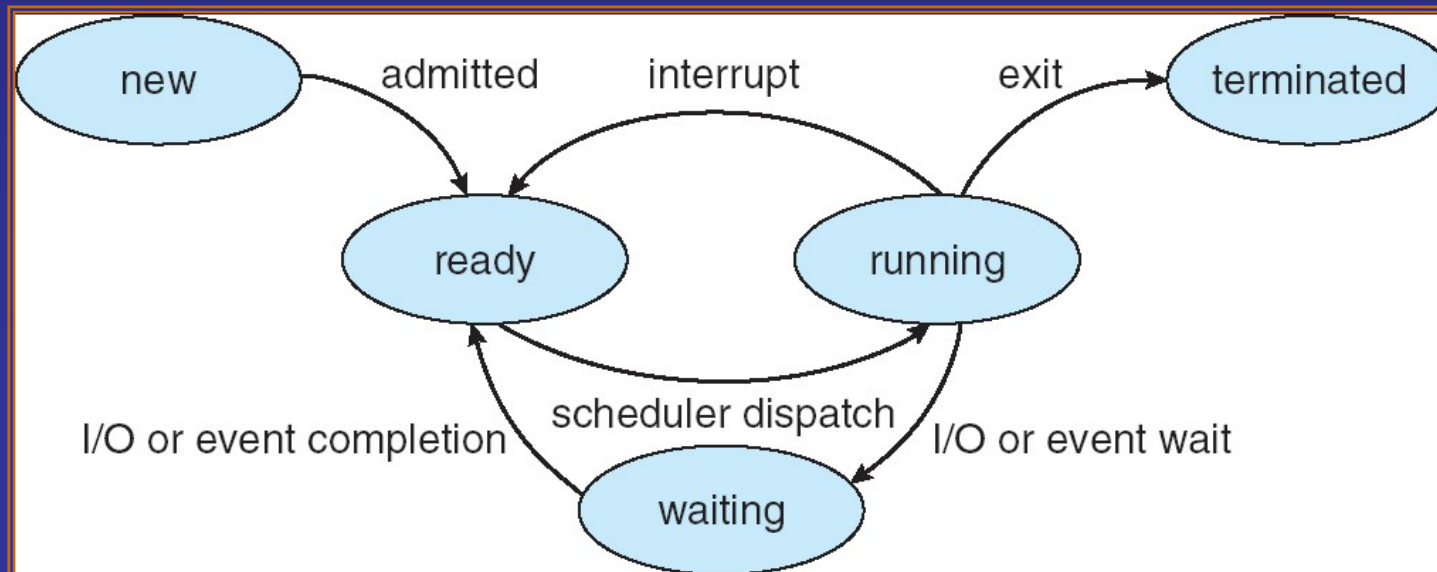 new
admitted
interrupt
exit
terminated
ready
running
scheduler dispatch
I/O or event completion
I/O or event wait
waiting